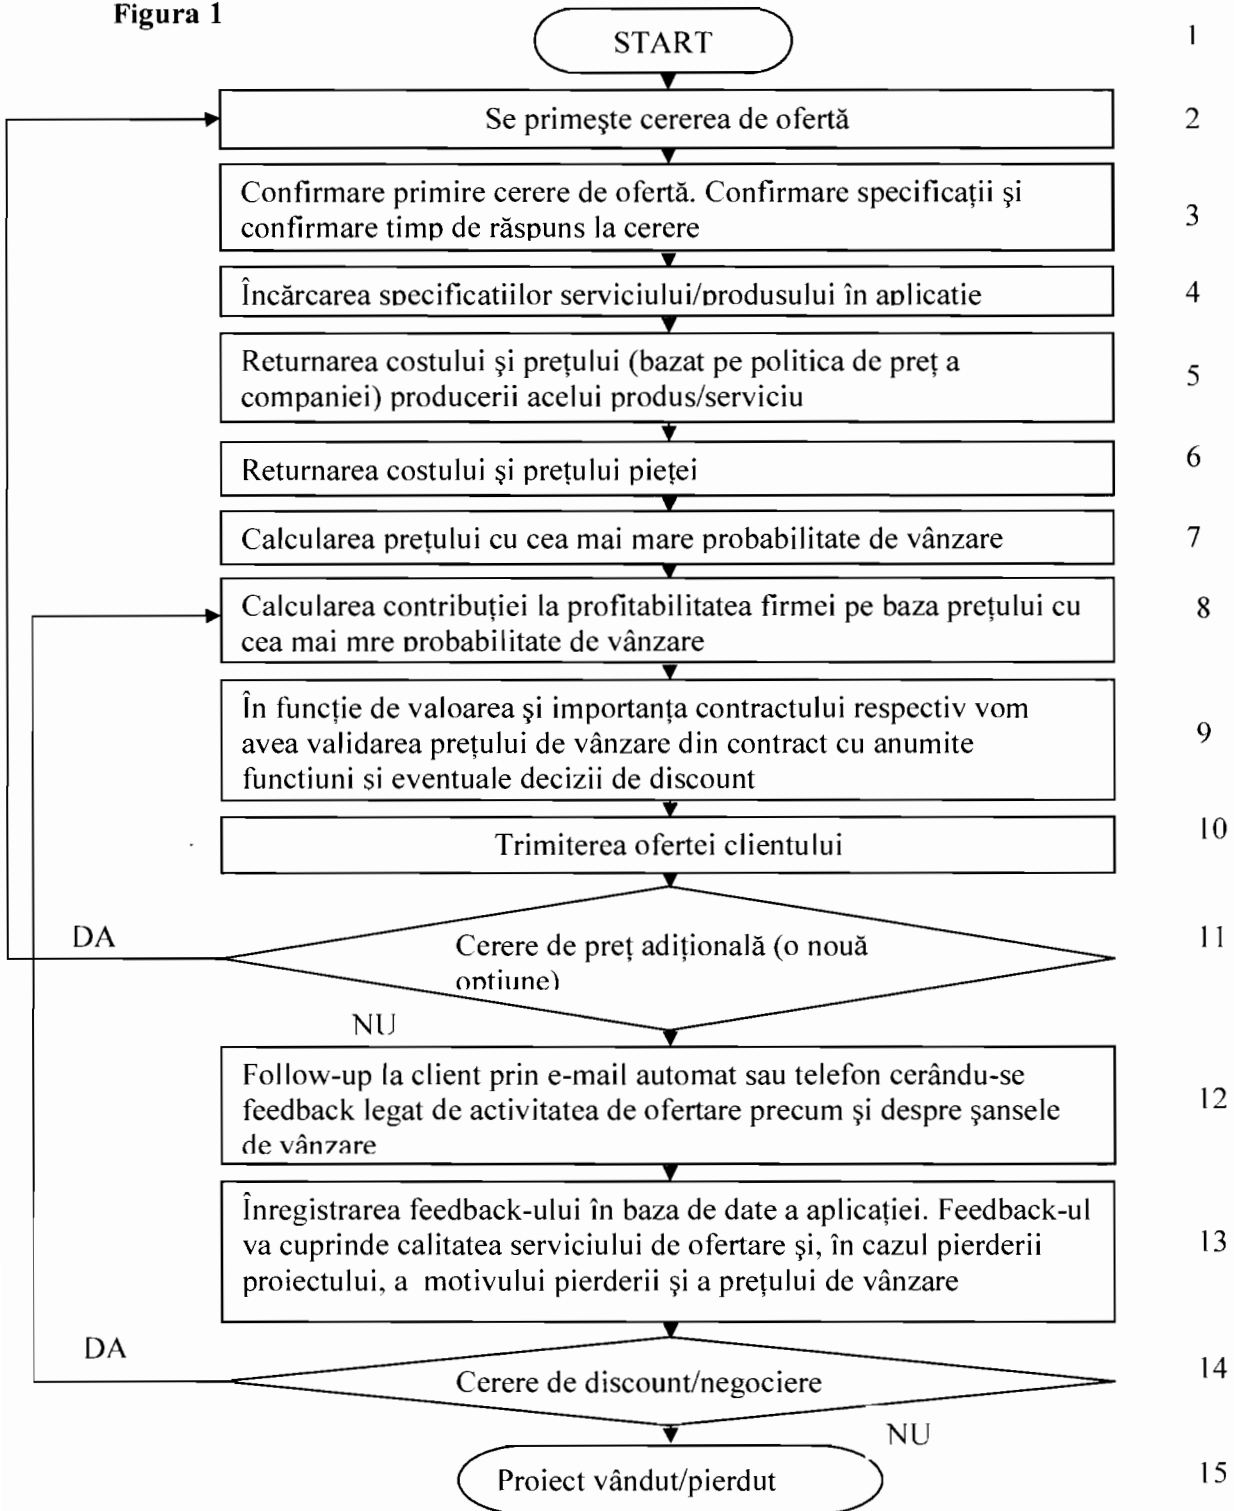 Figura 1
START
1
Se primeşte cererea de ofertă
2
Confirmare primire cerere de ofertă. Confirmare specificaţii şi
confirmare timp de răspuns la cerere
3
Încărcarea specificatiilor serviciului/produsului în aplicatie
4
Returnarea costului şi preţului (bazat pe politica de preţ a
companiei) producerii acelui produs/serviciu
5
Returnarea costului şi preţului pieţei
6
Calcularea preţului cu cea mai mare probabilitate de vânzare
7
Calcularea contribuţiei la profitabilitatea firmei pe baza preţului cu
cea mai mre probabilitate de vânzare
8
În funcţie de valoarea şi importanţa contractului respectiv vom
avea validarea preţului de vânzare din contract cu anumite
functiuni si eventuale decizii de discount
9
Trimiterea ofertei clientului
10
DA
Cerere de preţ adiţională (o nouă
optiune)
11
NU
Follow-up la client prin e-mail automat sau telefon cerându-se
feedback legat de activitatea de ofertare precum şi despre şansele
de vânzare
12
Înregistrarea feedback-ului în baza de date a aplicaţiei. Feedback-ul
va cuprinde calitatea serviciului de ofertare şi, în cazul pierderii
proiectului, a motivului pierderii şi a preţului de vânzare
13
DA
Cerere de discount/negociere
14
NU
Proiect vândut/pierdut
15